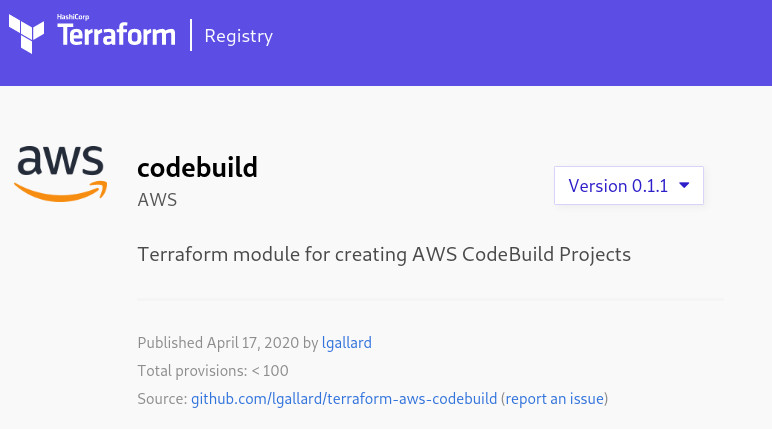 HashiCorp
Terraform
Registry
aws
codebuild
Version 0.1.1
AWS
Terraform module for creating AWS CodeBuild Projects
Published April 17, 2020 by lgallard
Total provisions: < 100
Source: github.com/lgallard/terraform-aws-codebuild (report an issue)